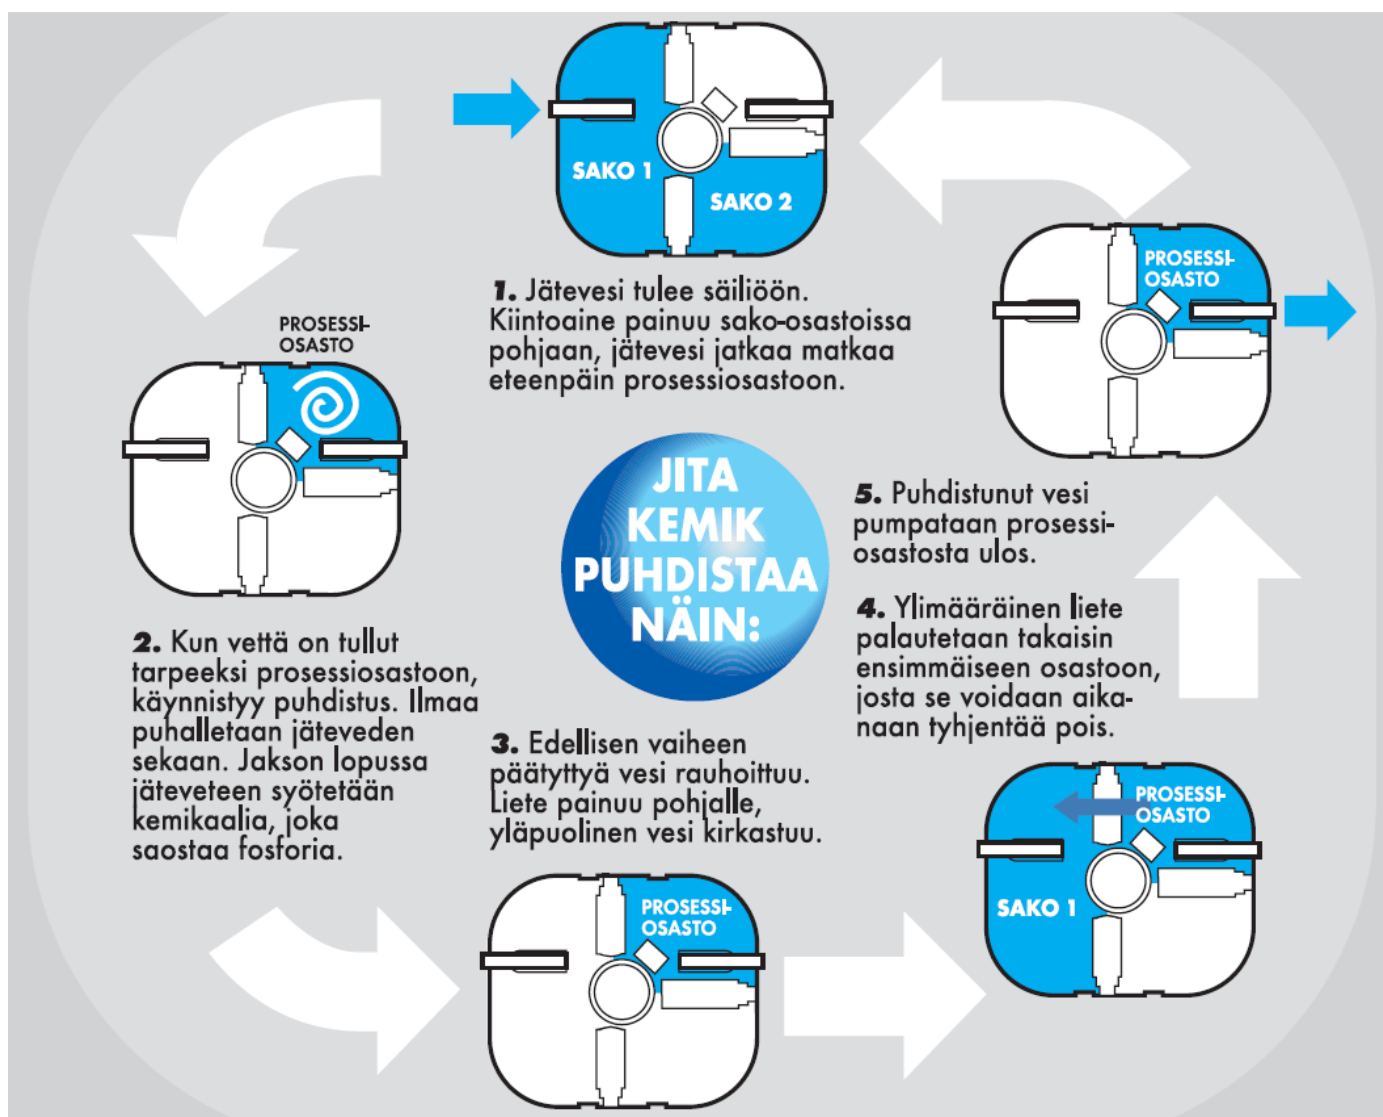 SAKO 1
SAKO 2
1. Jätevesi tulee säiliöön.
Kiintoaine painuu sako-osastoissa
pohjaan, jätevesi jatkaa matkaa
eteenpäin prosessiosastoon.
PROSESSI-
OSASTO
2. Kun vettä on tullut
tarpeeksi prosessiosastoon,
käynnistyy puhdistus. Ilmaa
puhalletaan jäteveden
sekaan. Jakson lopussa
jäteveteen syötetään
kemikaalia, joka
saostaa fosforia.
JITA
KEMIK
PUHDISTAA
NÄIN:
3. Edellisen vaiheen
päätyttyä vesi rauhoittuu.
Liete painuu pohjalle,
yläpuolinen vesi kirkastuu.
PROSESSI-
OSASTO
4. Ylimääräinen liete
palautetaan takaisin
ensimmäiseen osastoon,
josta se voidaan aika-
naan tyhjentää pois.
PROSESSI-
OSASTO
SAKO 1
5. Puhdistunut vesi
pumpataan prosessi-
osastosta ulos.
PROSESSI-
OSASTO